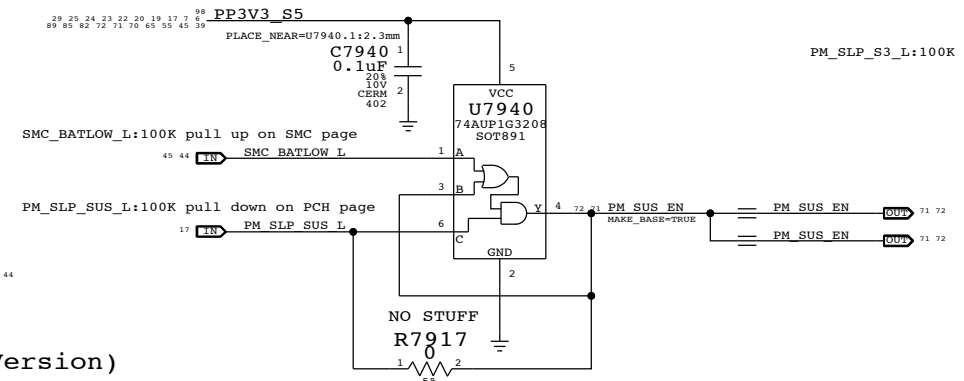 98 PP3V3_S5
29 25 24 23 22 20 19 17 7 6
89 85 82 72 71 70 65 55 45 39
PLACE_NEAR=U7940.1:2.3mm
C7940 1
0.1uF
20%
10V
CERM 2
402
PM_SLP_S3_L:100K
5
VCC
U7940
74AUP1G3208
SOT891
SMC_BATLOW_L:100K pull up on SMC page
45 44 IN SMC_BATLOW_L 1 A
3 B
PM_SLP_SUS_L:100K pull down on PCH page
17 IN PM_SLP_SUS_L 6 C
Y 4 72 71 PM_SUS_EN
MAKE_BASE=TRUE
PM_SUS_EN OUT 71 72
PM_SUS_EN OUT 71 72
GND
2
44
NO STUFF
R7917
0
1 2
5%
ersion)